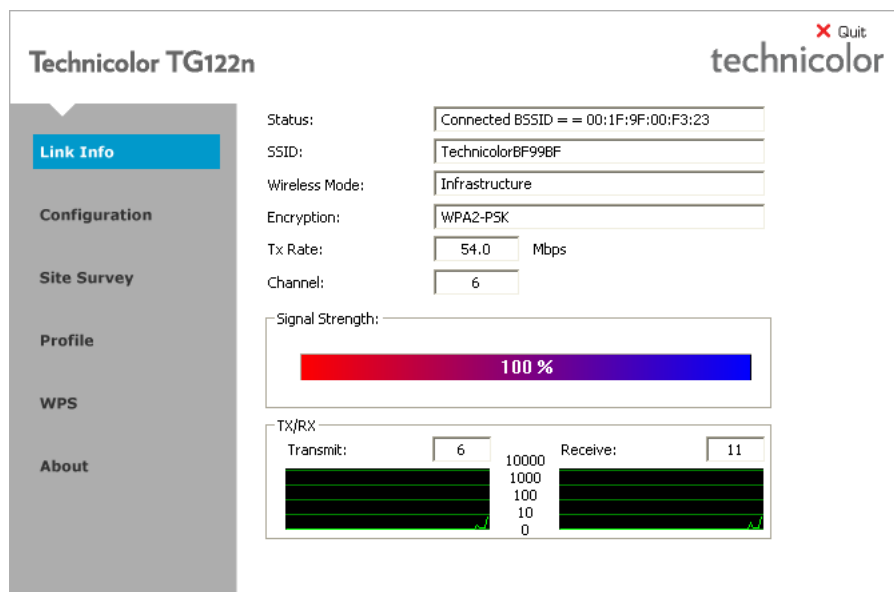 Quit
Technicolor TG122n
technicolor
Link Info
Configuration
Site Survey
Profile
WPS
About
Status: Connected BSSID = = 00:1F:9F:00:F3:23
SSID: TechnicolorBF99BF
Wireless Mode: Infrastructure
Encryption: WPA2-PSK
Tx Rate: 54.0 Mbps
Channel: 6
Signal Strength:
100 %
TX/RX
Transmit: 6
10000
1000
100
10
0
Receive: 11